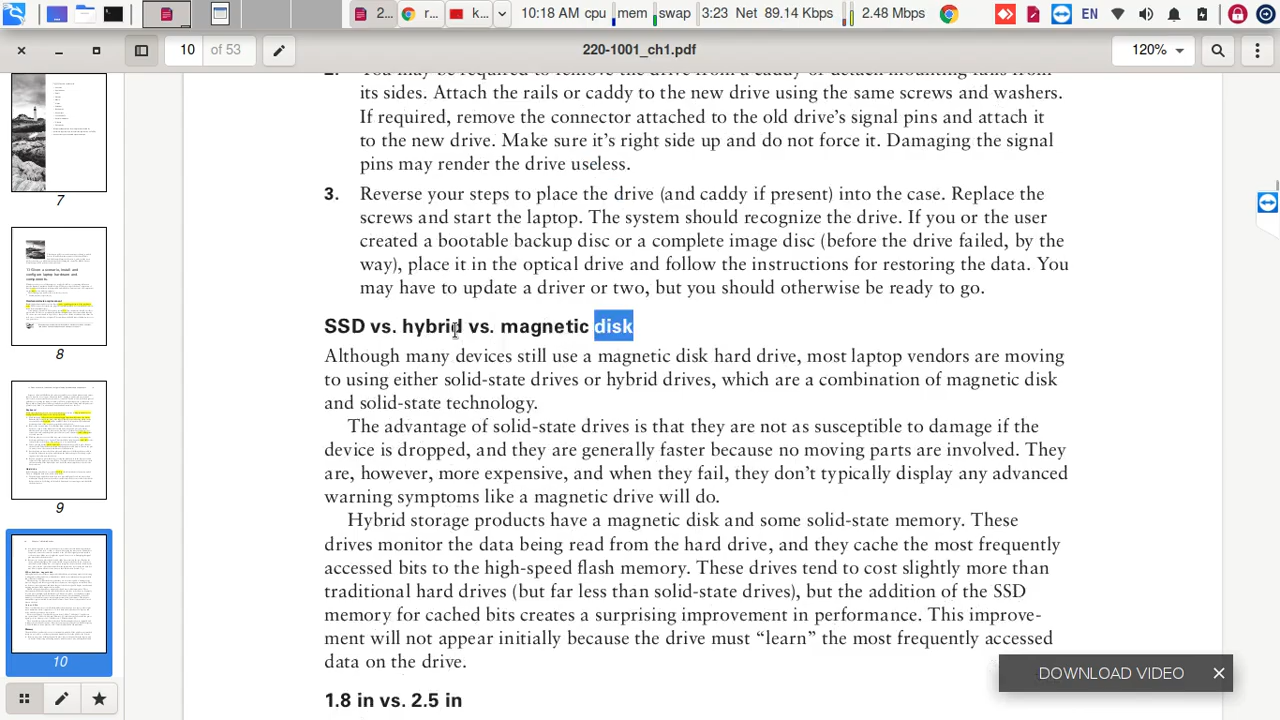 2... r... k... 0:18 AM cpu mem swap 3:23 Net 8.914 Kbps 2.48 Mbps EN
10 of 53 220-1001_ch1.pdf 120%
7
8
9
10
its sides. Attach the rails or caddy to the new drive using the same screws and washers.
If required, remove the connector attached to the old drive's signal pins and attach it
to the new drive. Make sure it's right side up and do not force it. Damaging the signal
pins may render the drive useless.
3. Reverse your steps to place the drive (and caddy if present) into the case. Replace the
screws and start the laptop. The system should recognize the drive. If you or the user
created a bootable backup disc or a complete image disc (before the drive failed, by the
way), place it in the optical drive and follow the instructions for restoring the data. You
may have to locate a driver or two, but you should otherwise be ready to go.
SSD vs. hybrid vs. magnetic disk
Although many devices still use a magnetic disk hard drive, most laptop vendors are moving
to using either solid-state drives or hybrid drives, which are a combination of magnetic disk
and solid-state technology.
The advantage of solid-state drives is that they are not as susceptible to damage if the
device is dropped, and they are generally faster because no moving parts are involved. They
are, however, more expensive, and when they fail they don't typically display any advanced
warning symptoms like a magnetic drive will do.
Hybrid storage products have a magnetic disk and some solid-state memory. These
drives monitor the data being read from the hard drive, and they cache the most frequently
accessed bits to the high-speed flash memory. These drives tend to cost slightly more than
traditional hard drives (but far less than solid-state drives), but the addition of the SSD
memory for cached bits creates a surprising improvement in performance. This improve-
ment will not appear initially because the drive must "learn" the most frequently accessed
data on the drive.
1.8 in vs. 2.5 in
DOWNLOAD VIDEO